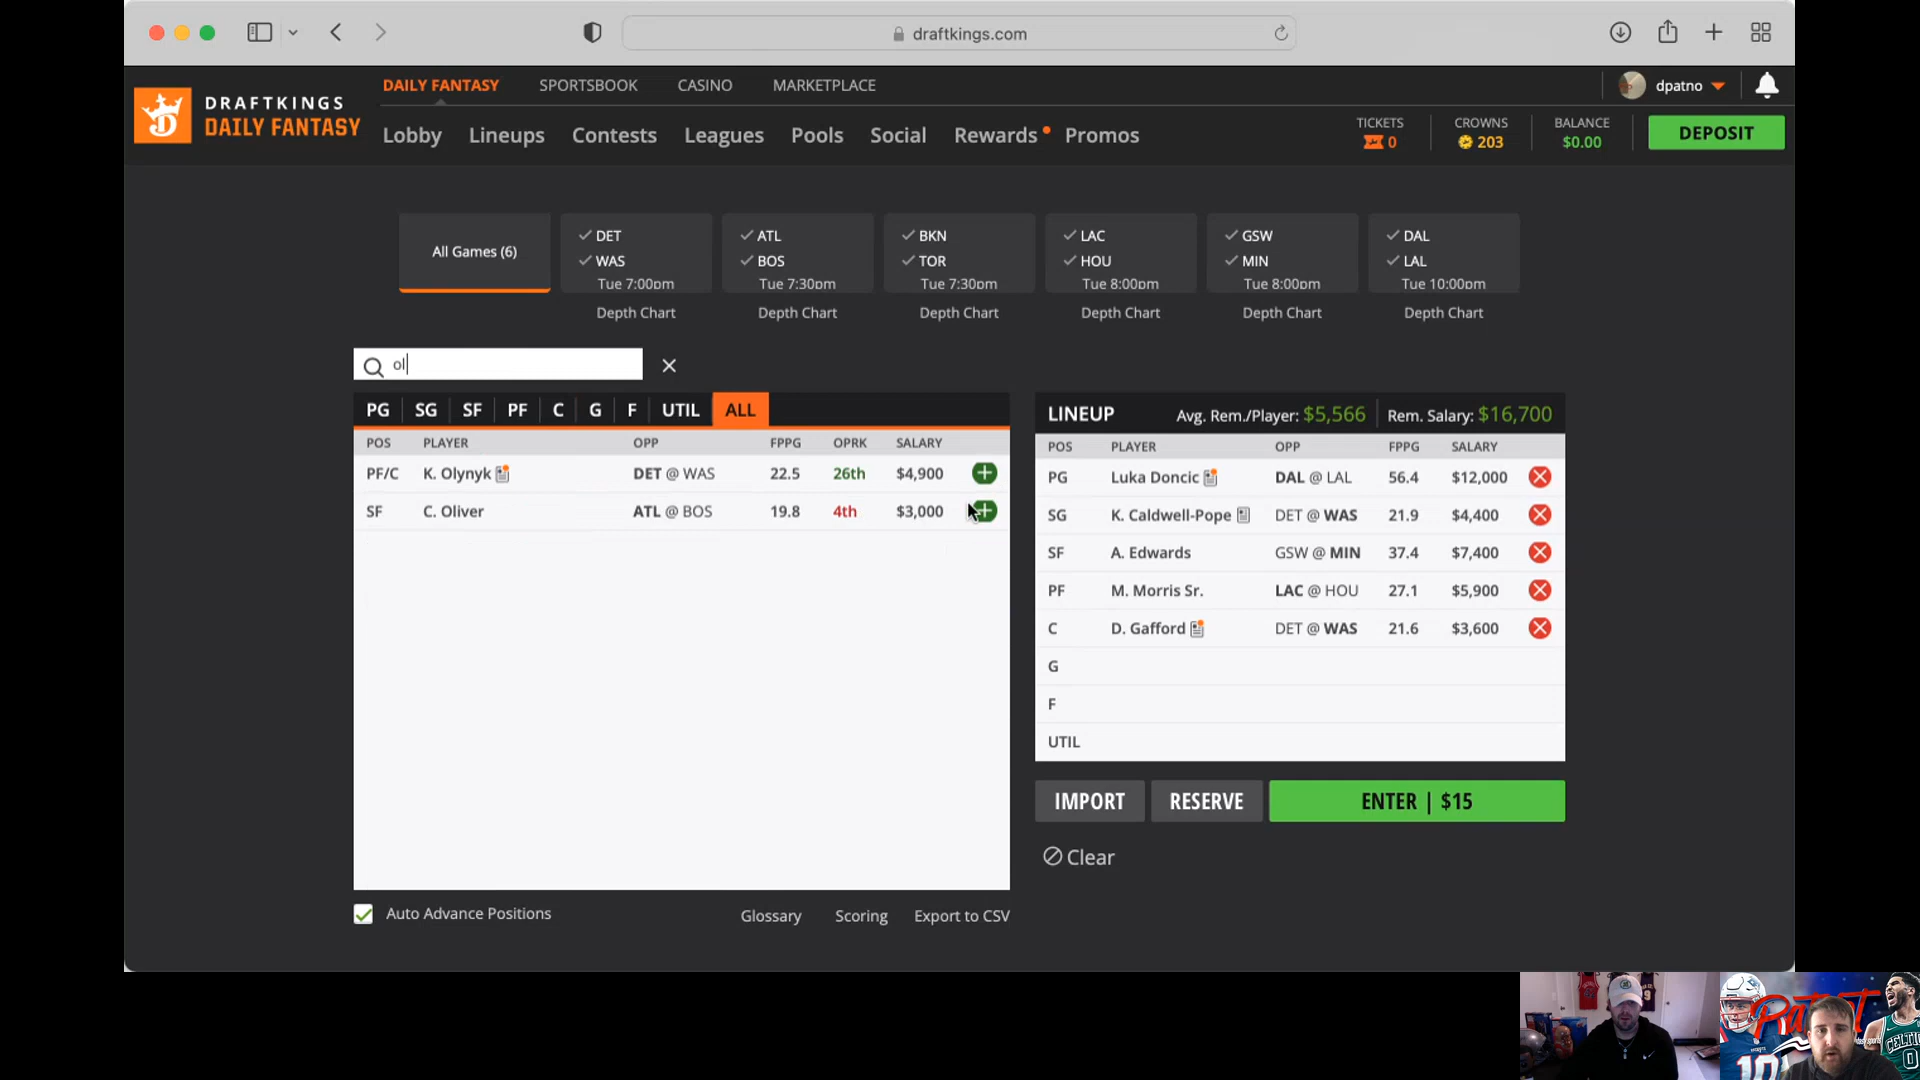 draftkings.com
DRAFTKINGS
DAILY FANTASY
DAILY FANTASY SPORTSBOOK CASINO MARKETPLACE
dpatno
Lobby Lineups Contests Leagues Pools Social Rewards Promos
TICKETS CROWNS BALANCE
0 203 $0.00
DEPOSIT
All Games (6)
DET WAS Tue 7:00pm
ATL BOS Tue 7:30pm
BKN TOR Tue 7:30pm
LAC HOU Tue 8:00pm
GSW MIN Tue 8:00pm
DAL LAL Tue 10:00pm
Depth Chart Depth Chart Depth Chart Depth Chart Depth Chart Depth Chart
ol
PG SG SF PF C G F UTIL ALL
POS PLAYER OPP FPPG OPRK SALARY
PF/C K. Olynyk DET @ WAS 22.5 26th $4,900
SF C. Oliver ATL @ BOS 19.8 4th $3,000
Auto Advance Positions
Glossary Scoring Export to CSV
LINEUP Avg. Rem./Player: $5,566 Rem. Salary: $16,700
POS PLAYER OPP FPPG SALARY
PG Luka Doncic DAL @ LAL 56.4 $12,000
SG K. Caldwell-Pope DET @ WAS 21.9 $4,400
SF A. Edwards GSW @ MIN 37.4 $7,400
PF M. Morris Sr. LAC @ HOU 27.1 $5,900
C D. Gafford DET @ WAS 21.6 $3,600
G
F
UTIL
IMPORT RESERVE ENTER | $15
Clear